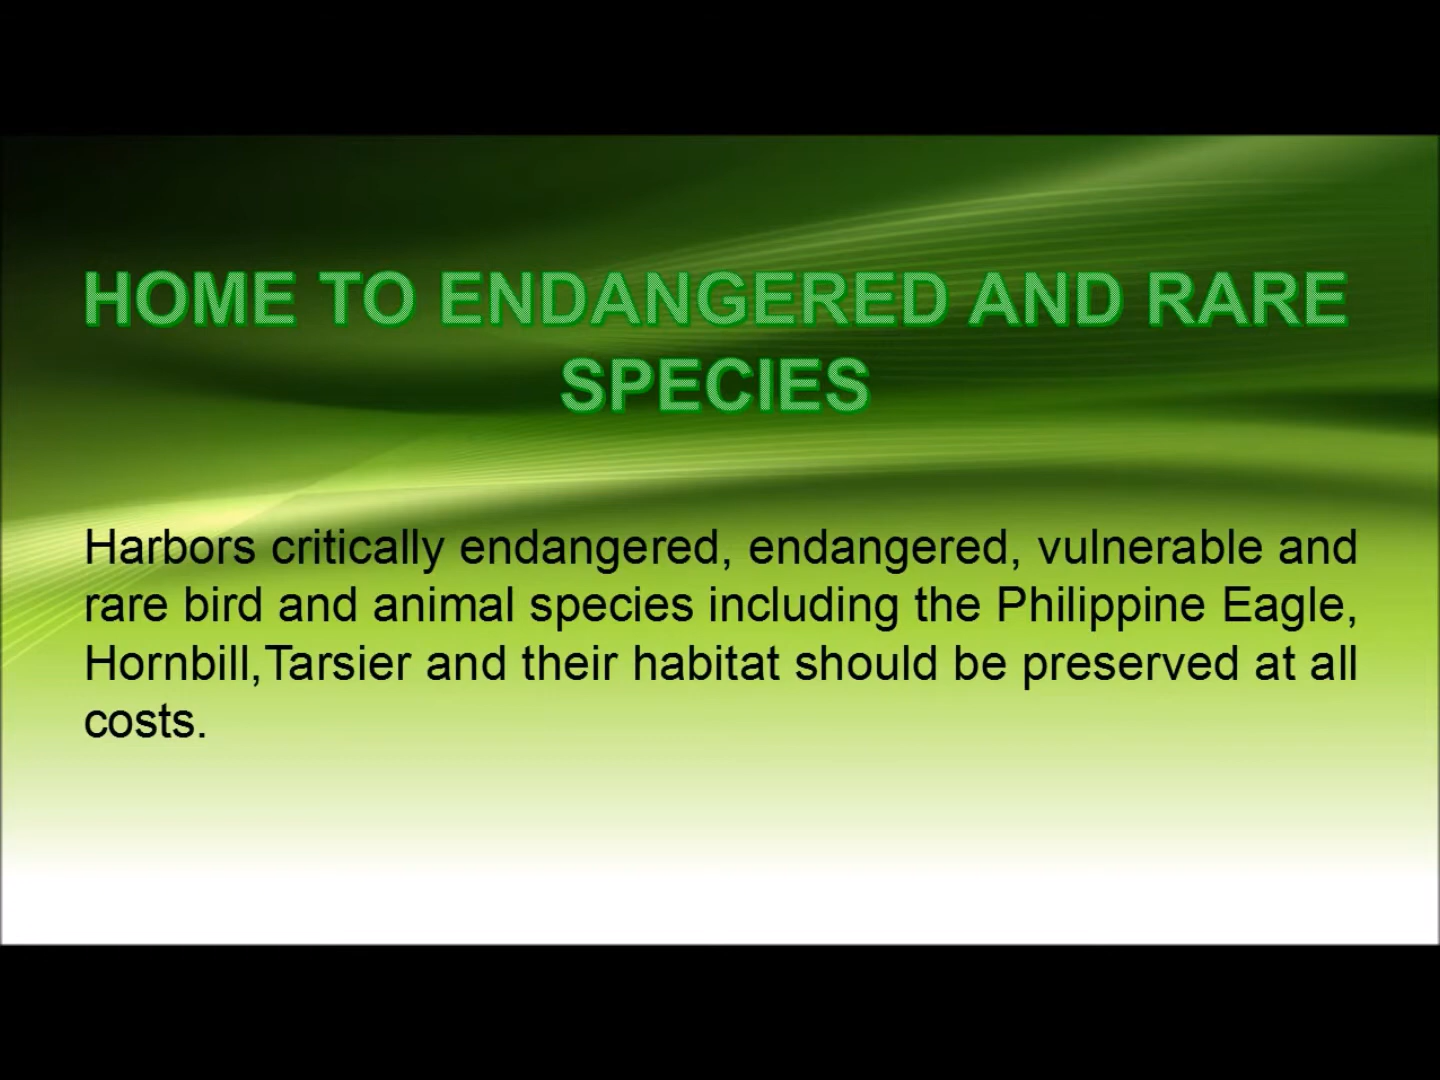 HOME TO ENDANGERED AND RARE
SPECIES
Harbors critically endangered, endangered, vulnerable and
rare bird and animal species including the Philippine Eagle,
Hornbill,Tarsier and their habitat should be preserved at all
costs.